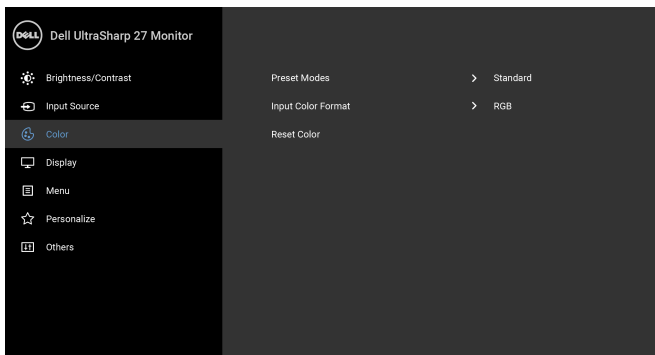 DELL Dell UltraSharp 27 Monitor
Brightness/Contrast Preset Modes Standard
Input Source Input Color Format RGB
Color Reset Color
Display
Menu
Personalize
Others